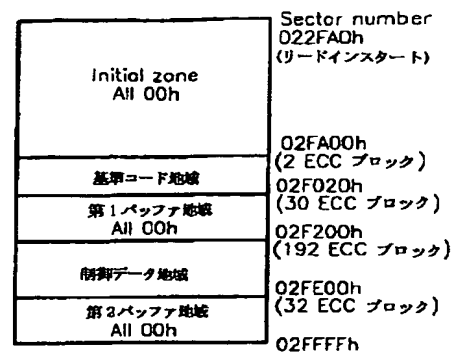 Sector number
022FA0h
(リードインスタート)
Initial zone
All 00h
02FA00h
(2 ECC ブロック)
基準コード地域
02F020h
(30 ECC ブロック)
第1バッファ地域
All 00h
02F200h
(192 ECC ブロック)
制御データ地域
02FE00h
(32 ECC ブロック)
第2バッファ地域
All 00h
02FFFFh